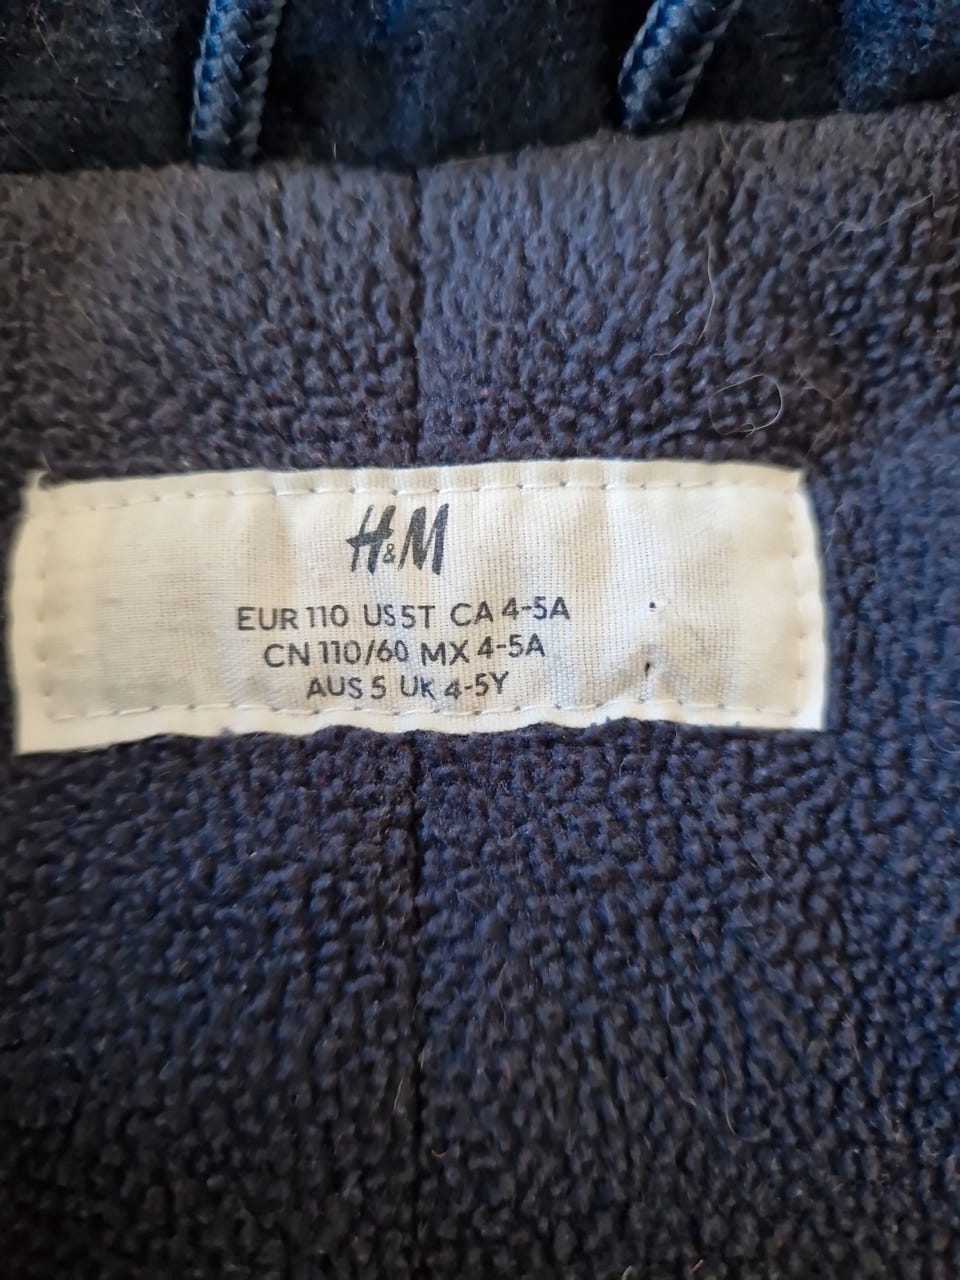 H&M
EUR 110 US 5T CA 4-5A
CN 110/60 MX 4-5A
AUS 5 UK 4-5Y